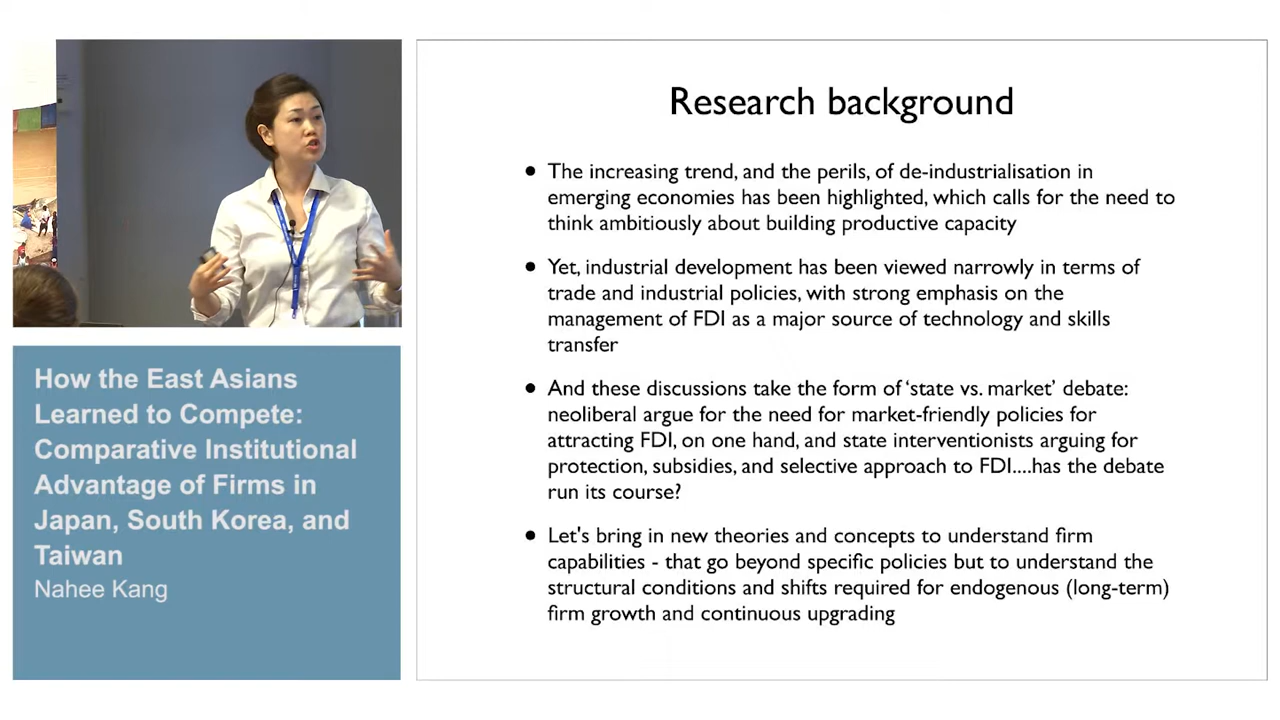 How the East Asians
Learned to Compete:
Comparative Institutional
Advantage of Firms in
Japan, South Korea, and
Taiwan
Nahee Kang
Research background
• The increasing trend, and the perils, of de-industrialisation in
emerging economies has been highlighted, which calls for the need to
think ambitiously about building productive capacity
• Yet, industrial development has been viewed narrowly in terms of
trade and industrial policies, with strong emphasis on the
management of FDI as a major source of technology and skills
transfer
• And these discussions take the form of ‘state vs. market’ debate:
neoliberal argue for the need for market-friendly policies for
attracting FDI, on one hand, and state interventionists arguing for
protection, subsidies, and selective approach to FDI....has the debate
run its course?
• Let's bring in new theories and concepts to understand firm
capabilities - that go beyond specific policies but to understand the
structural conditions and shifts required for endogenous (long-term)
firm growth and continuous upgrading